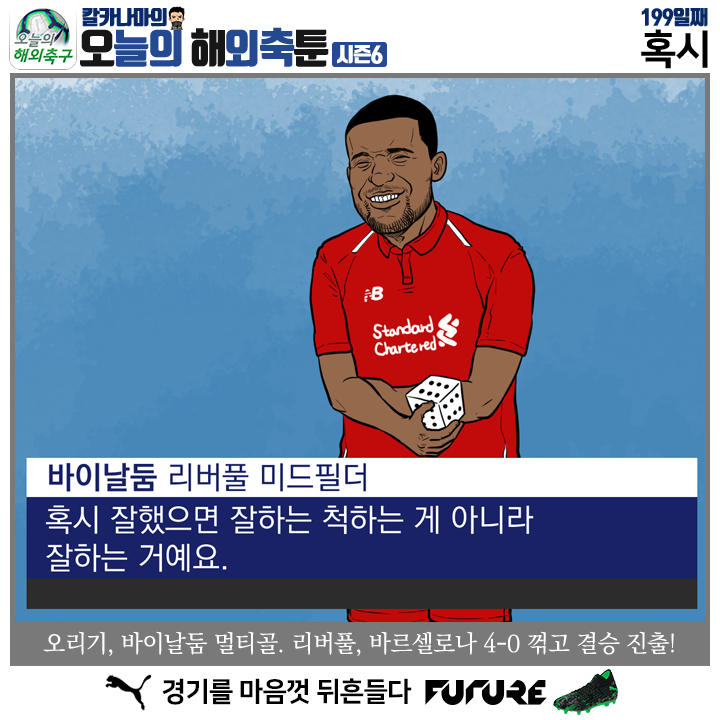 오늘의
해외축구
칼카나마의
오늘의 해외축툰 시즌6
199일째
혹시
NB
Standard
Chartered
바이날둠 리버풀 미드필더
혹시 잘했으면 잘하는 척하는 게 아니라
잘하는 거예요.
오리기, 바이날둠 멀티골. 리버풀, 바르셀로나 4-0 꺾고 결승 진출!
경기를 마음껏 뒤흔들다 FUTURE